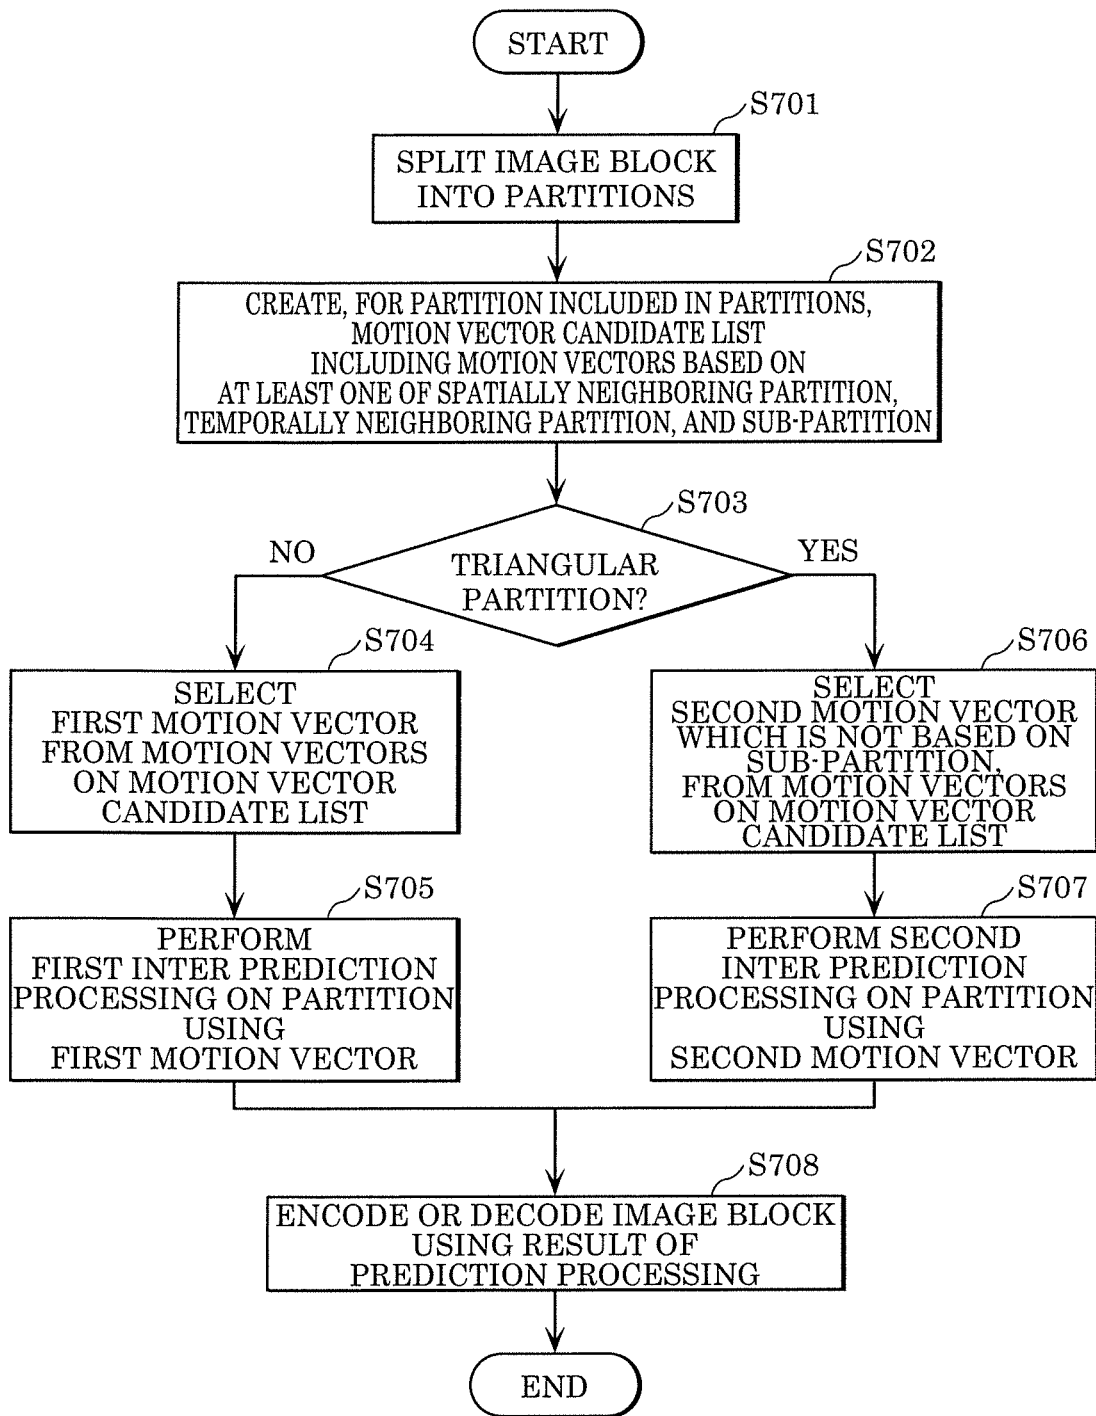 START
S701
SPLIT IMAGE BLOCK
INTO PARTITIONS
S702
CREATE, FOR PARTITION INCLUDED IN PARTITIONS,
MOTION VECTOR CANDIDATE LIST
INCLUDING MOTION VECTORS BASED ON
AT LEAST ONE OF SPATIALLY NEIGHBORING PARTITION,
TEMPORALLY NEIGHBORING PARTITION, AND SUB-PARTITION
S703
NO
YES
TRIANGULAR
PARTITION?
S704
SELECT
FIRST MOTION VECTOR
FROM MOTION VECTORS
ON MOTION VECTOR
CANDIDATE LIST
S706
SELECT
SECOND MOTION VECTOR
WHICH IS NOT BASED ON
SUB-PARTITION,
FROM MOTION VECTORS
ON MOTION VECTOR
CANDIDATE LIST
S705
PERFORM
FIRST INTER PREDICTION
PROCESSING ON PARTITION
USING
FIRST MOTION VECTOR
S707
PERFORM SECOND
INTER PREDICTION
PROCESSING ON PARTITION
USING
SECOND MOTION VECTOR
S708
ENCODE OR DECODE IMAGE BLOCK
USING RESULT OF
PREDICTION PROCESSING
END